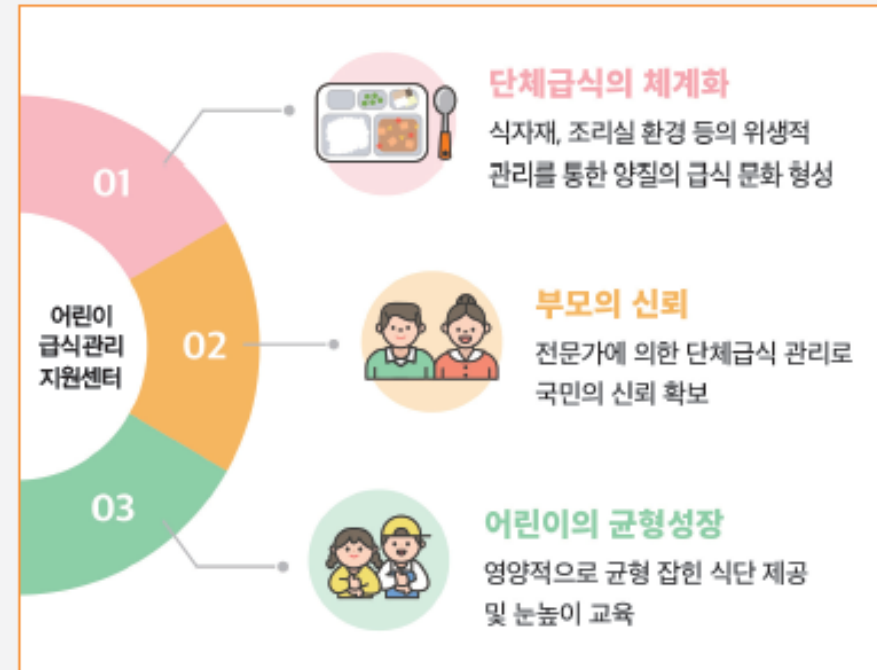 어린이
급식관리
지원센터
01
단체급식의 체계화
식자재, 조리실 환경 등의 위생적
관리를 통한 양질의 급식 문화 형성
02
부모의 신뢰
전문가에 의한 단체급식 관리로
국민의 신뢰 확보
03
어린이의 균형성장
영양적으로 균형 잡힌 식단 제공
및 눈높이 교육